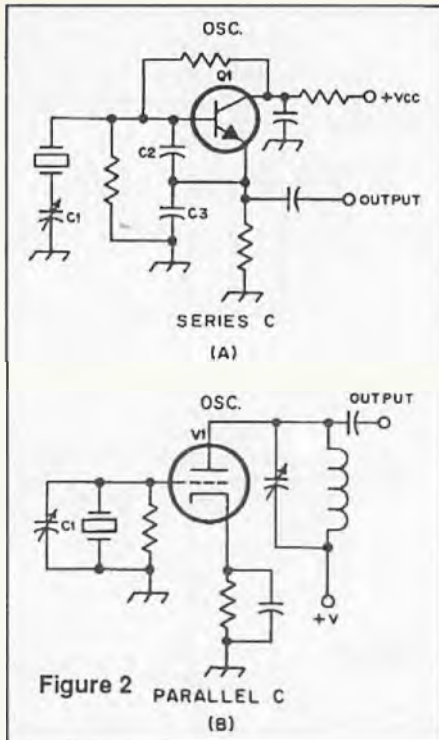 OSC.
Q1
+VCC
C2
C1
C3
OUTPUT
SERIES C
(A)
OUTPUT
OSC.
V1
C1
+V
Figure 2
PARALLEL C
(B)